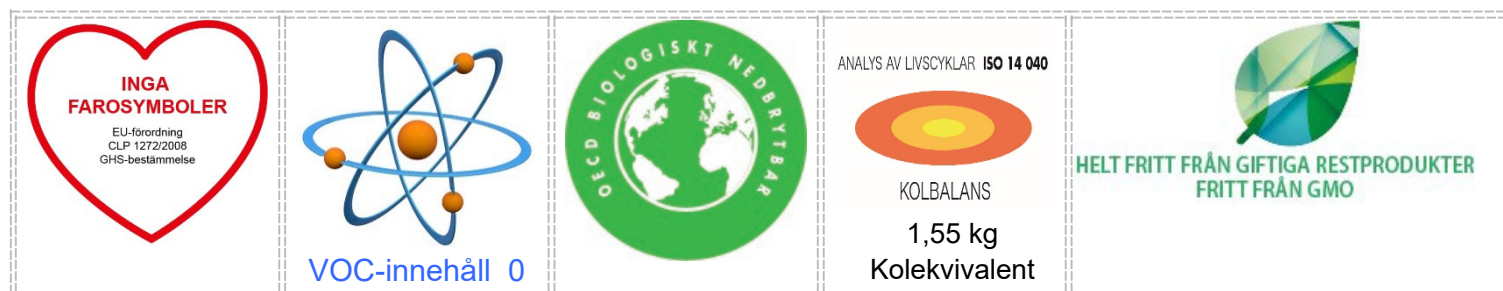 INGA
FAROSYMBOLER
EU-förordning
CLP 1272/2008
GHS-bestämmelse
VOC-innehåll 0
OECD BIOLOGISKT NEDBRYTBAR
ANALYS AV LIVSCYKLAR ISO 14 040
KOLBALANS
1,55 kg
Kolekvivalent
HELT FRITT FRÅN GIFTIGA RESTPRODUKTER
FRITT FRÅN GMO